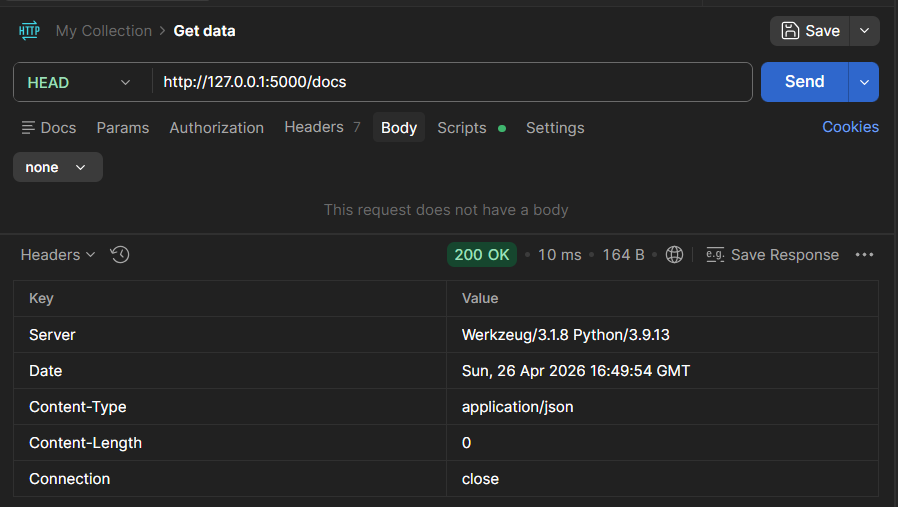 HTTP My Collection > Get data Save
HEAD http://127.0.0.1:5000/docs Send
Docs Params Authorization Headers 7 Body Scripts Settings Cookies
none
This request does not have a body
Headers 200 OK • 10 ms • 164 B • e.g. Save Response
Key Value
Server Werkzeug/3.1.8 Python/3.9.13
Date Sun, 26 Apr 2026 16:49:54 GMT
Content-Type application/json
Content-Length 0
Connection close